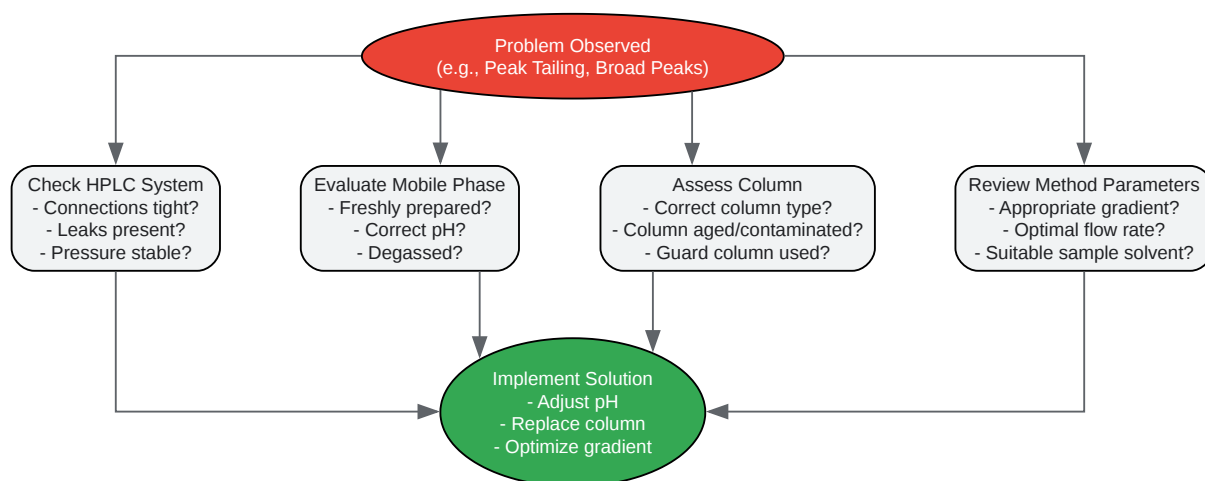 Problem Observed
(e.g., Peak Tailing, Broad Peaks)
Check HPLC System
- Connections tight?
- Leaks present?
- Pressure stable?
Evaluate Mobile Phase
- Freshly prepared?
- Correct pH?
- Degassed?
Assess Column
- Correct column type?
- Column aged/contaminated?
- Guard column used?
Review Method Parameters
- Appropriate gradient?
- Optimal flow rate?
- Suitable sample solvent?
Implement Solution
- Adjust pH
- Replace column
- Optimize gradient